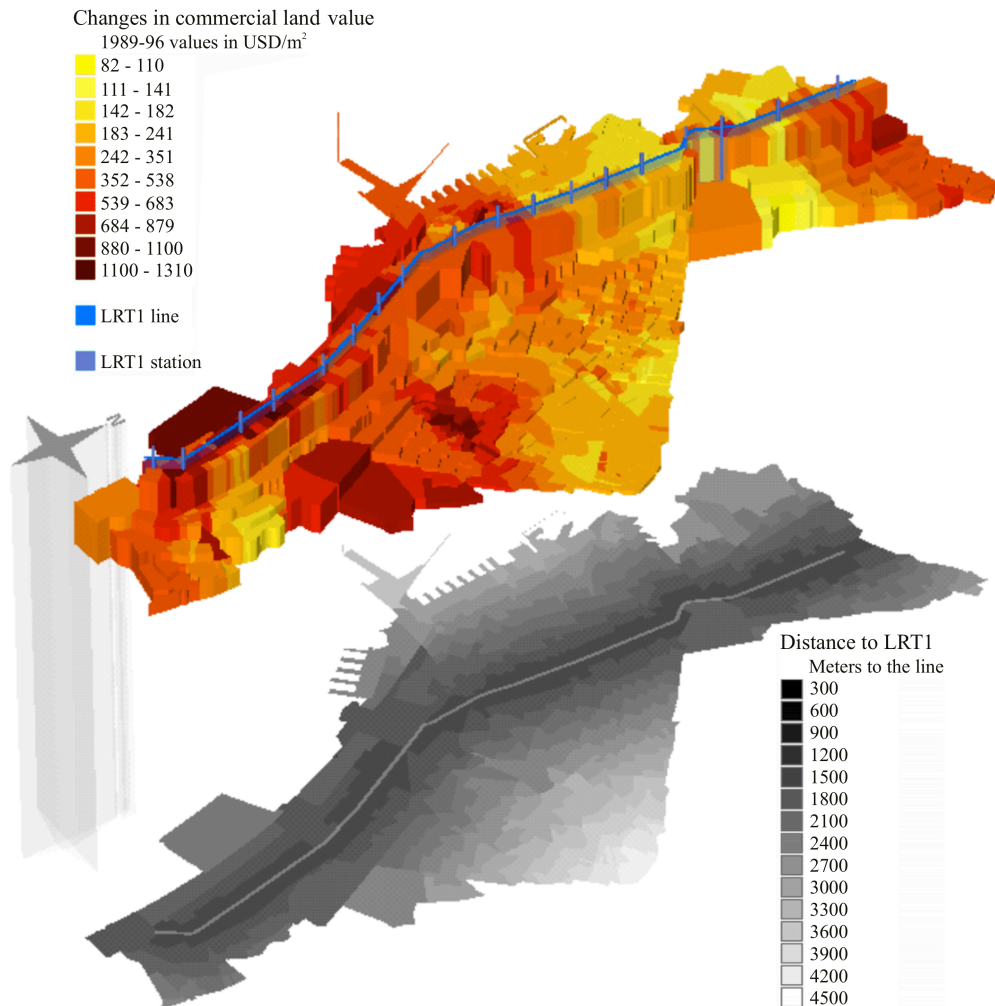 Changes in commercial land value
1989-96 values in USD/m²
82 - 110
111 - 141
142 - 182
183 - 241
242 - 351
352 - 538
539 - 683
684 - 879
880 - 1100
1100 - 1310
LRT1 line
LRT1 station
N
Distance to LRT1
Meters to the line
300
600
900
1200
1500
1800
2100
2400
2700
3000
3300
3600
3900
4200
4500